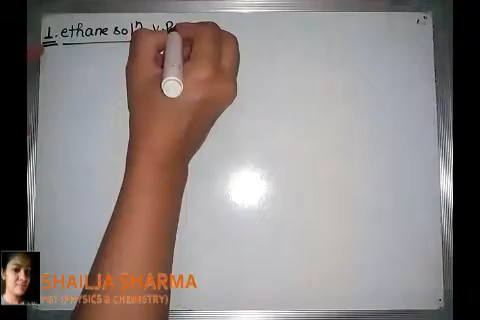 1. ethane solⁿ V.P
SHAILJA SHARMA
PGT (PHYSICS & CHEMISTRY)